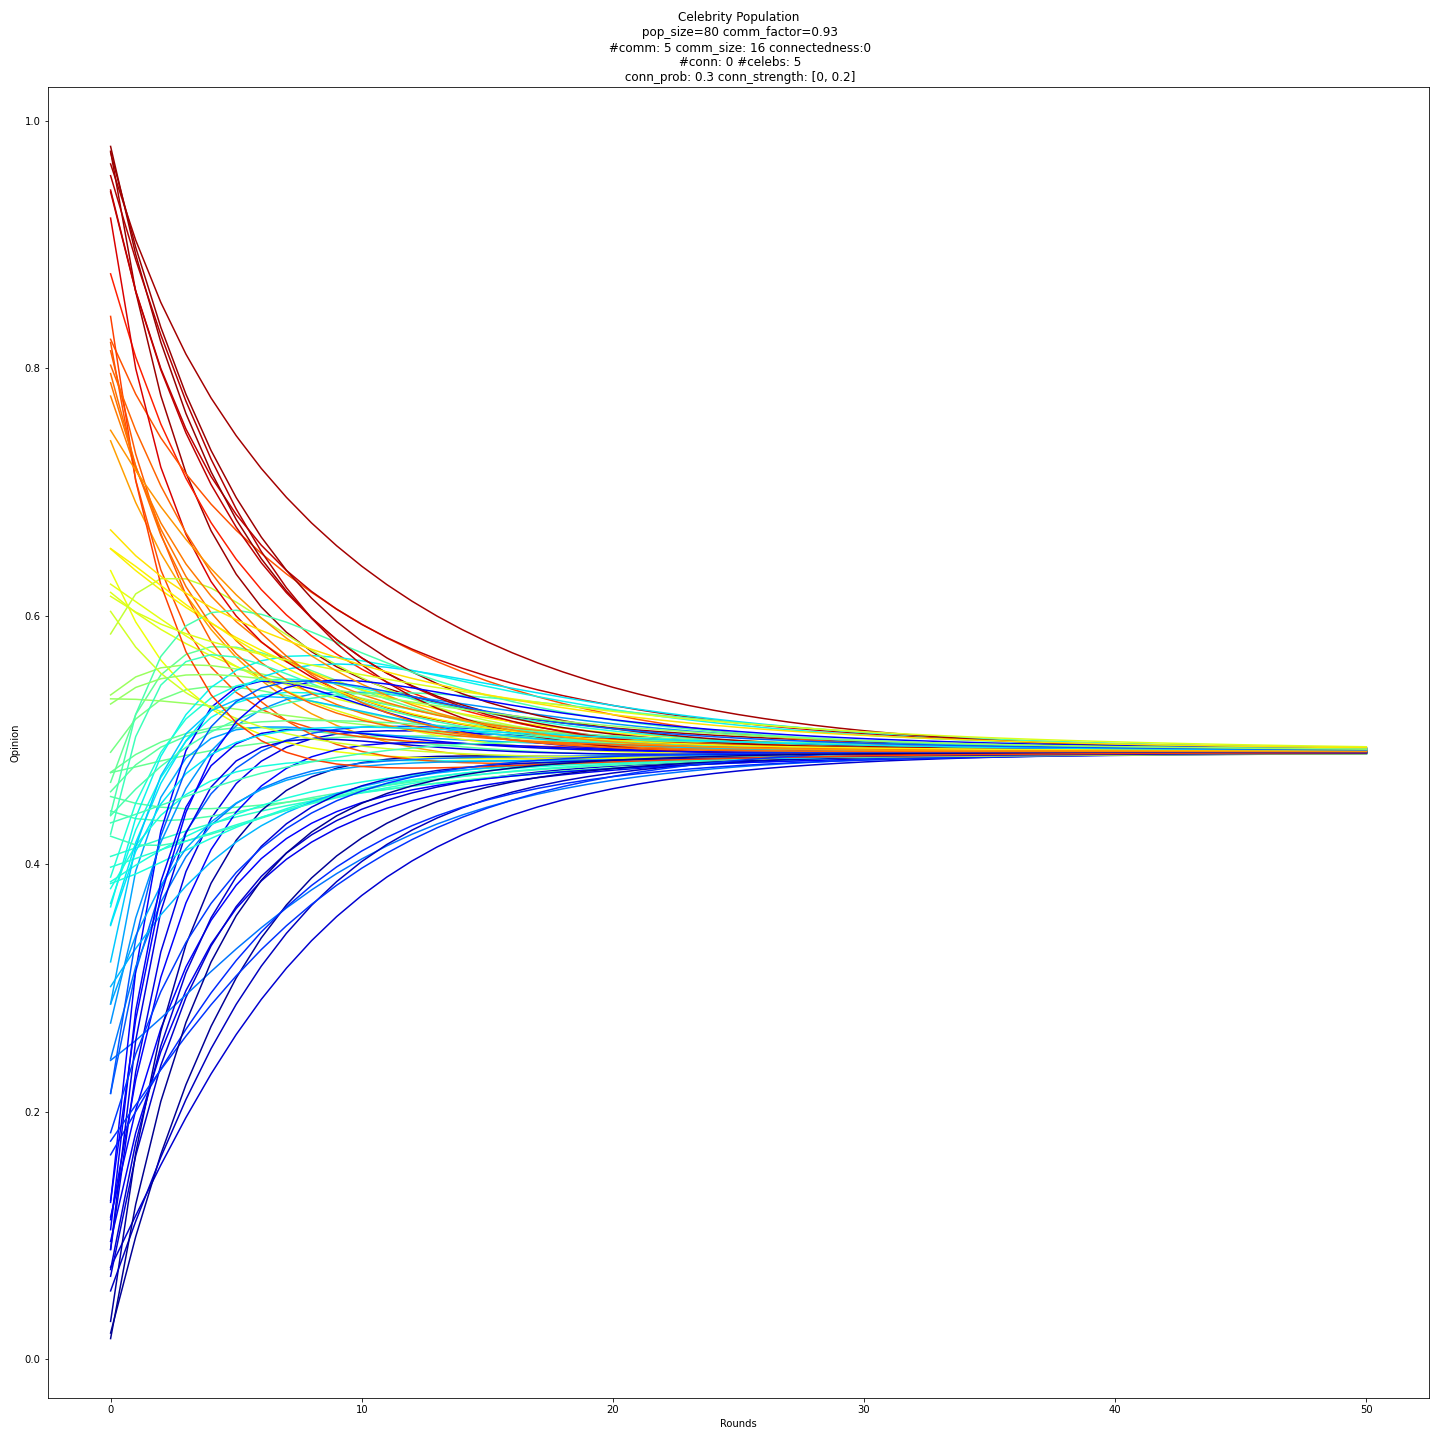 Celebrity Population
pop_size=80 comm_factor=0.93
#comm: 5 comm_size: 16 connectedness:0
#conn: 0 #celebs: 5
conn_prob: 0.3 conn_strength: [0, 0.2]
1.0
0.8
0.6
0.4
0.2
0.0
Opinion
0 10 20 30 40 50
Rounds